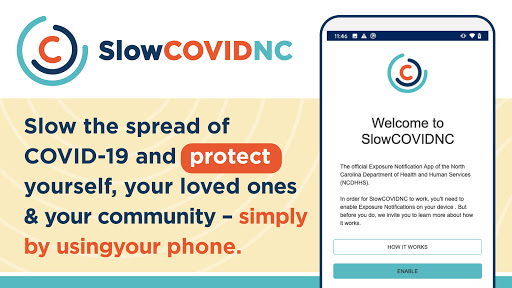 C SlowCOVIDNC
Slow the spread of
COVID-19 and protect
yourself, your loved ones
& your community – simply
by usingyour phone.
11:46
C
Welcome to
SlowCOVIDNC
The official Exposure Notification App of the North
Carolina Department of Health and Human Services
(NCDHHS).
In order for SlowCOVIDNC to work, you'll need to
enable Exposure Notifications on your device . But
before you do, we invite you to learn more about how
it works.
HOW IT WORKS
ENABLE